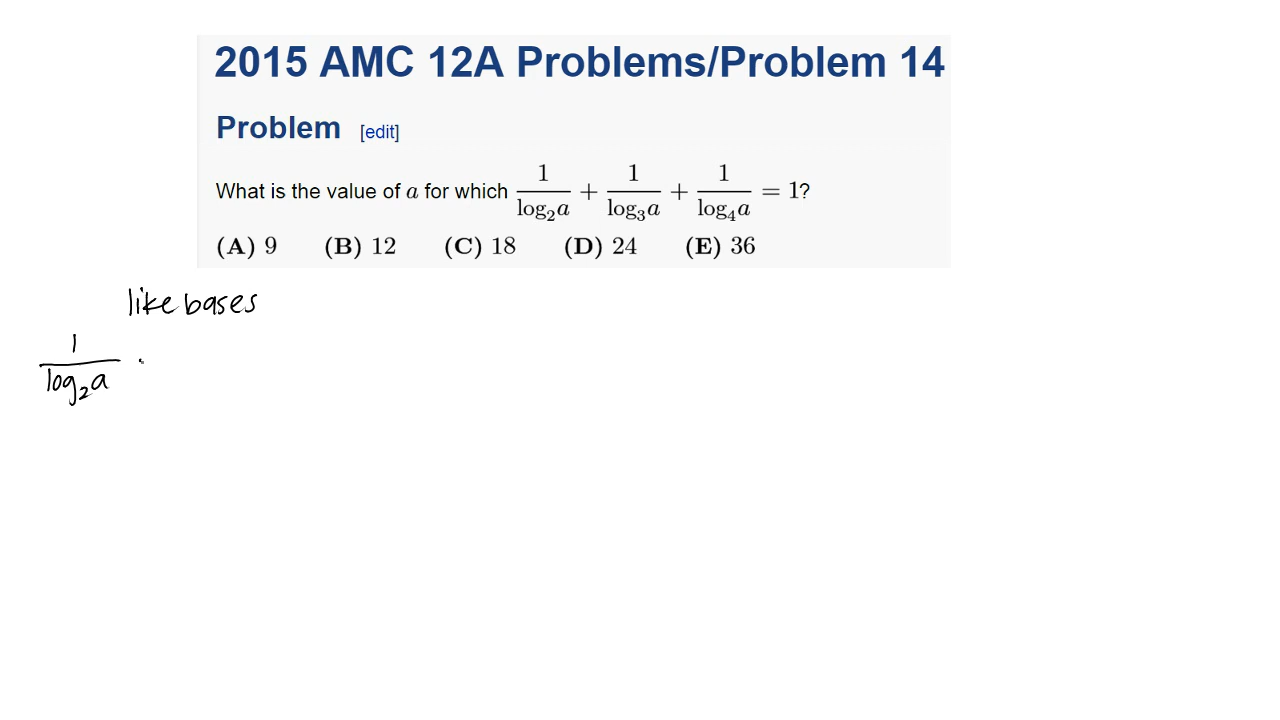 2015 AMC 12A Problems/Problem 14
Problem [edit]
What is the value of a for which 1/log₂a + 1/log₃a + 1/log₄a = 1?
(A) 9 (B) 12 (C) 18 (D) 24 (E) 36
like bases
1/log₂a